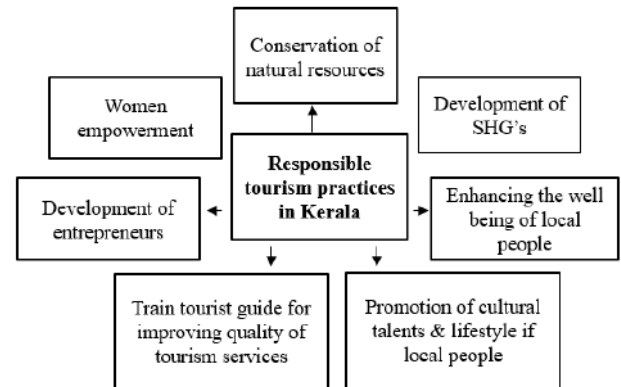 Conservation of
natural resources
Women
empowerment
Development of
SHG's
Responsible
tourism practices
in Kerala
Development of
entrepreneurs
Enhancing the well
being of local
people
Train tourist guide for
improving quality of
tourism services
Promotion of cultural
talents & lifestyle if
local people